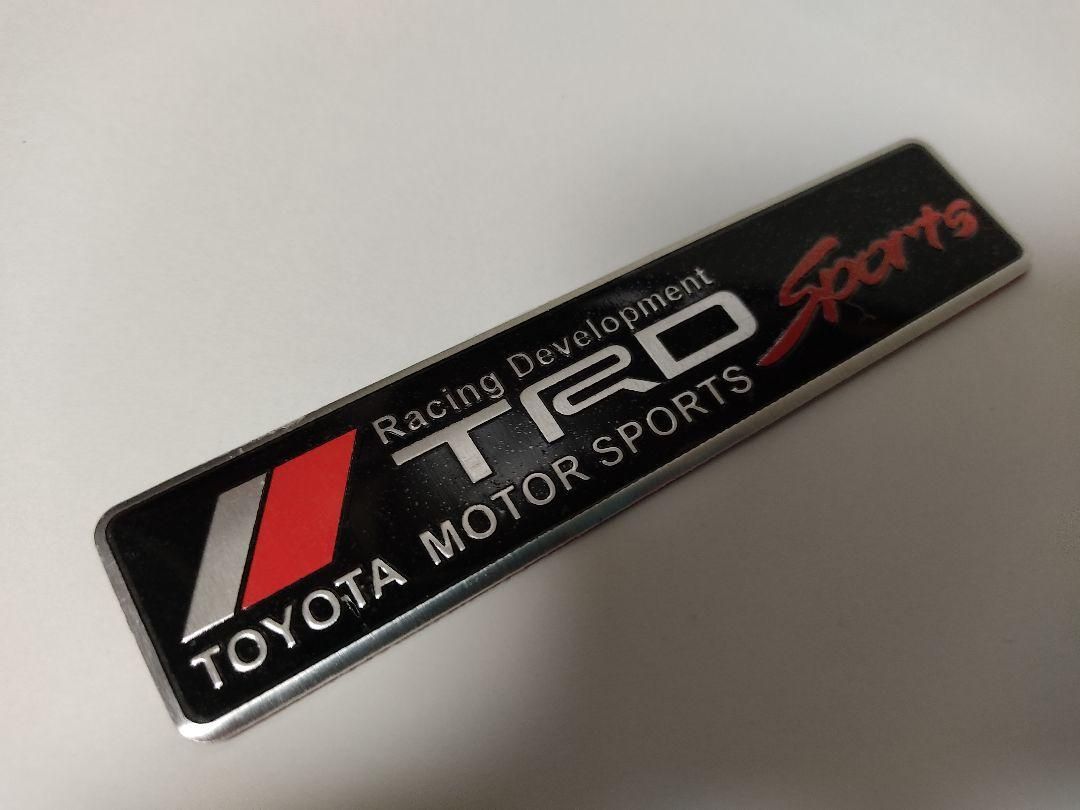 Racing Development
TRD Sports
TOYOTA MOTOR SPORTS